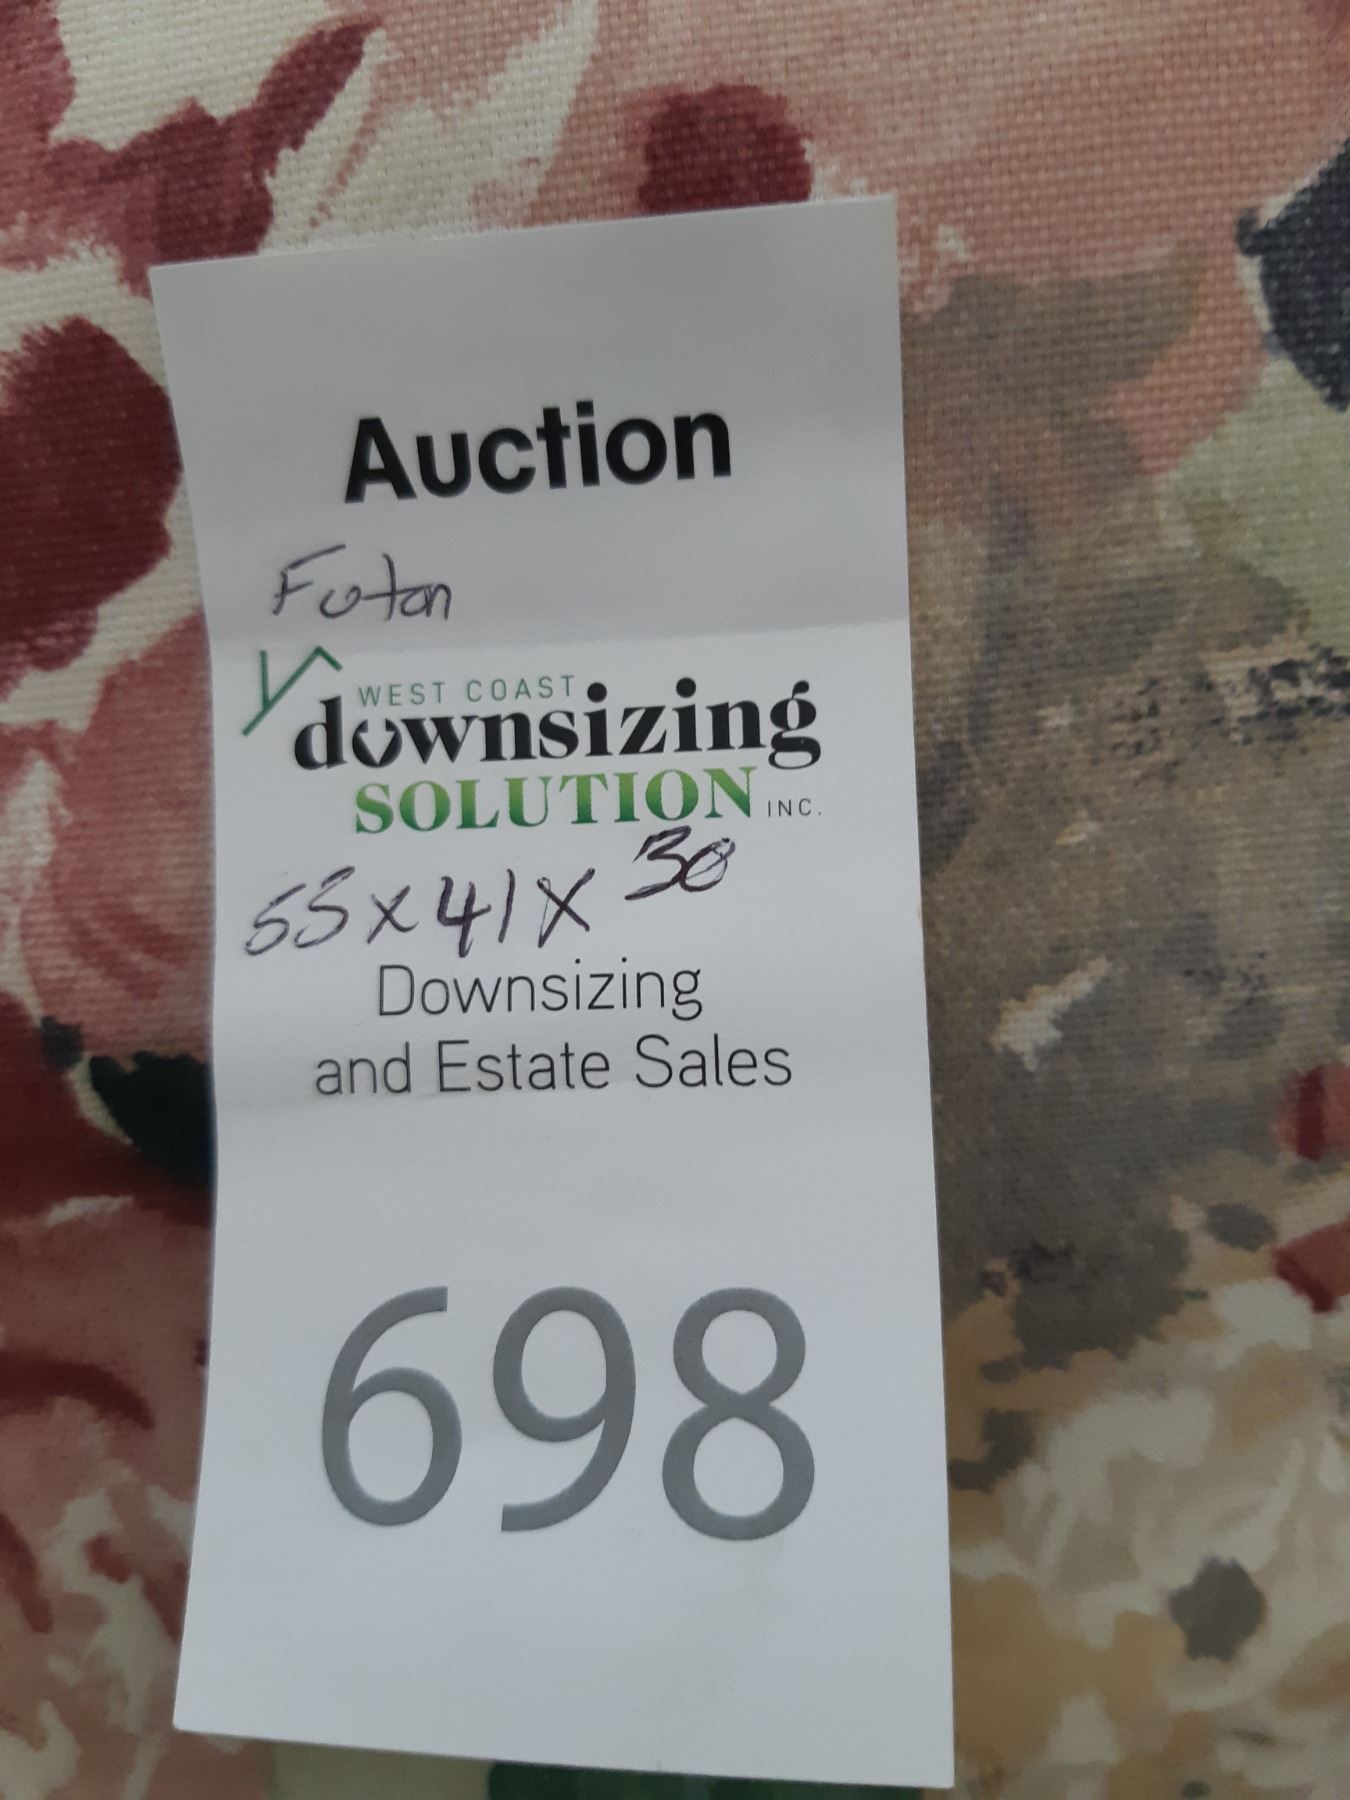 Auction
Futon
WEST COAST
downsizing
SOLUTION INC.
55 x 41 x 30
Downsizing
and Estate Sales
698